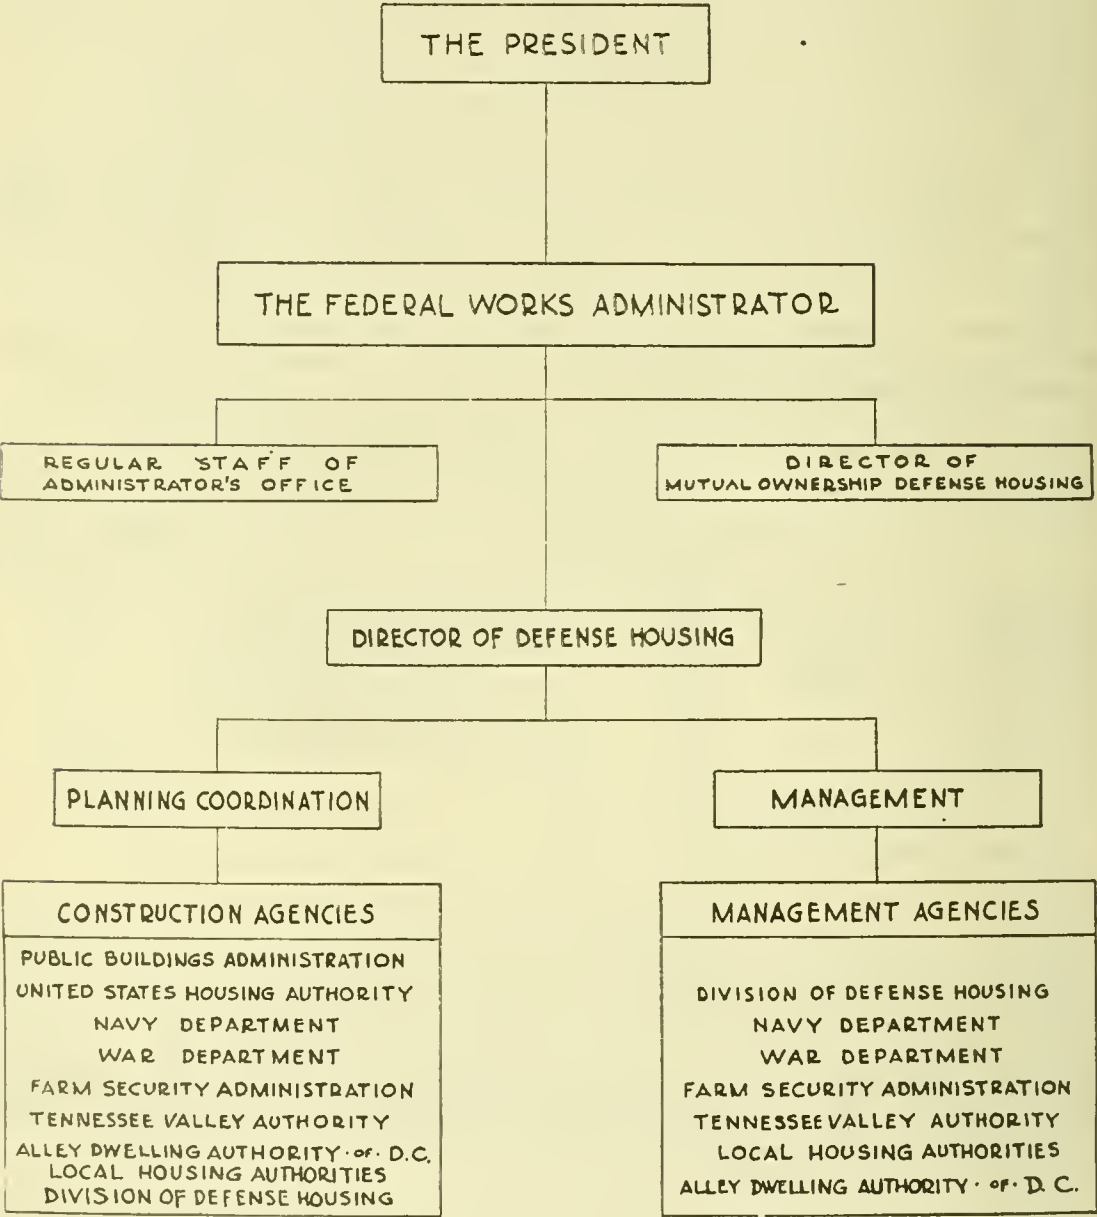 THE PRESIDENT
THE FEDERAL WORKS ADMINISTRATOR
REGULAR STAFF OF
ADMINISTRATOR'S OFFICE
DIRECTOR OF
MUTUAL OWNERSHIP DEFENSE HOUSING
DIRECTOR OF DEFENSE HOUSING
PLANNING COORDINATION
MANAGEMENT
CONSTRUCTION AGENCIES
PUBLIC BUILDINGS ADMINISTRATION
UNITED STATES HOUSING AUTHORITY
NAVY DEPARTMENT
WAR DEPARTMENT
FARM SECURITY ADMINISTRATION
TENNESSEE VALLEY AUTHORITY
ALLEY DWELLING AUTHORITY · of · D.C.
LOCAL HOUSING AUTHORITIES
DIVISION OF DEFENSE HOUSING
MANAGEMENT AGENCIES
DIVISION OF DEFENSE HOUSING
NAVY DEPARTMENT
WAR DEPARTMENT
FARM SECURITY ADMINISTRATION
TENNESSEE VALLEY AUTHORITY
LOCAL HOUSING AUTHORITIES
ALLEY DWELLING AUTHORITY · of · D. C.